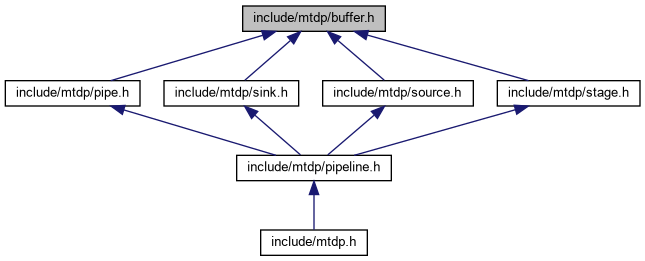 include/mtdp/buffer.h
include/mtdp/pipe.h
include/mtdp/sink.h
include/mtdp/source.h
include/mtdp/stage.h
include/mtdp/pipeline.h
include/mtdp.h